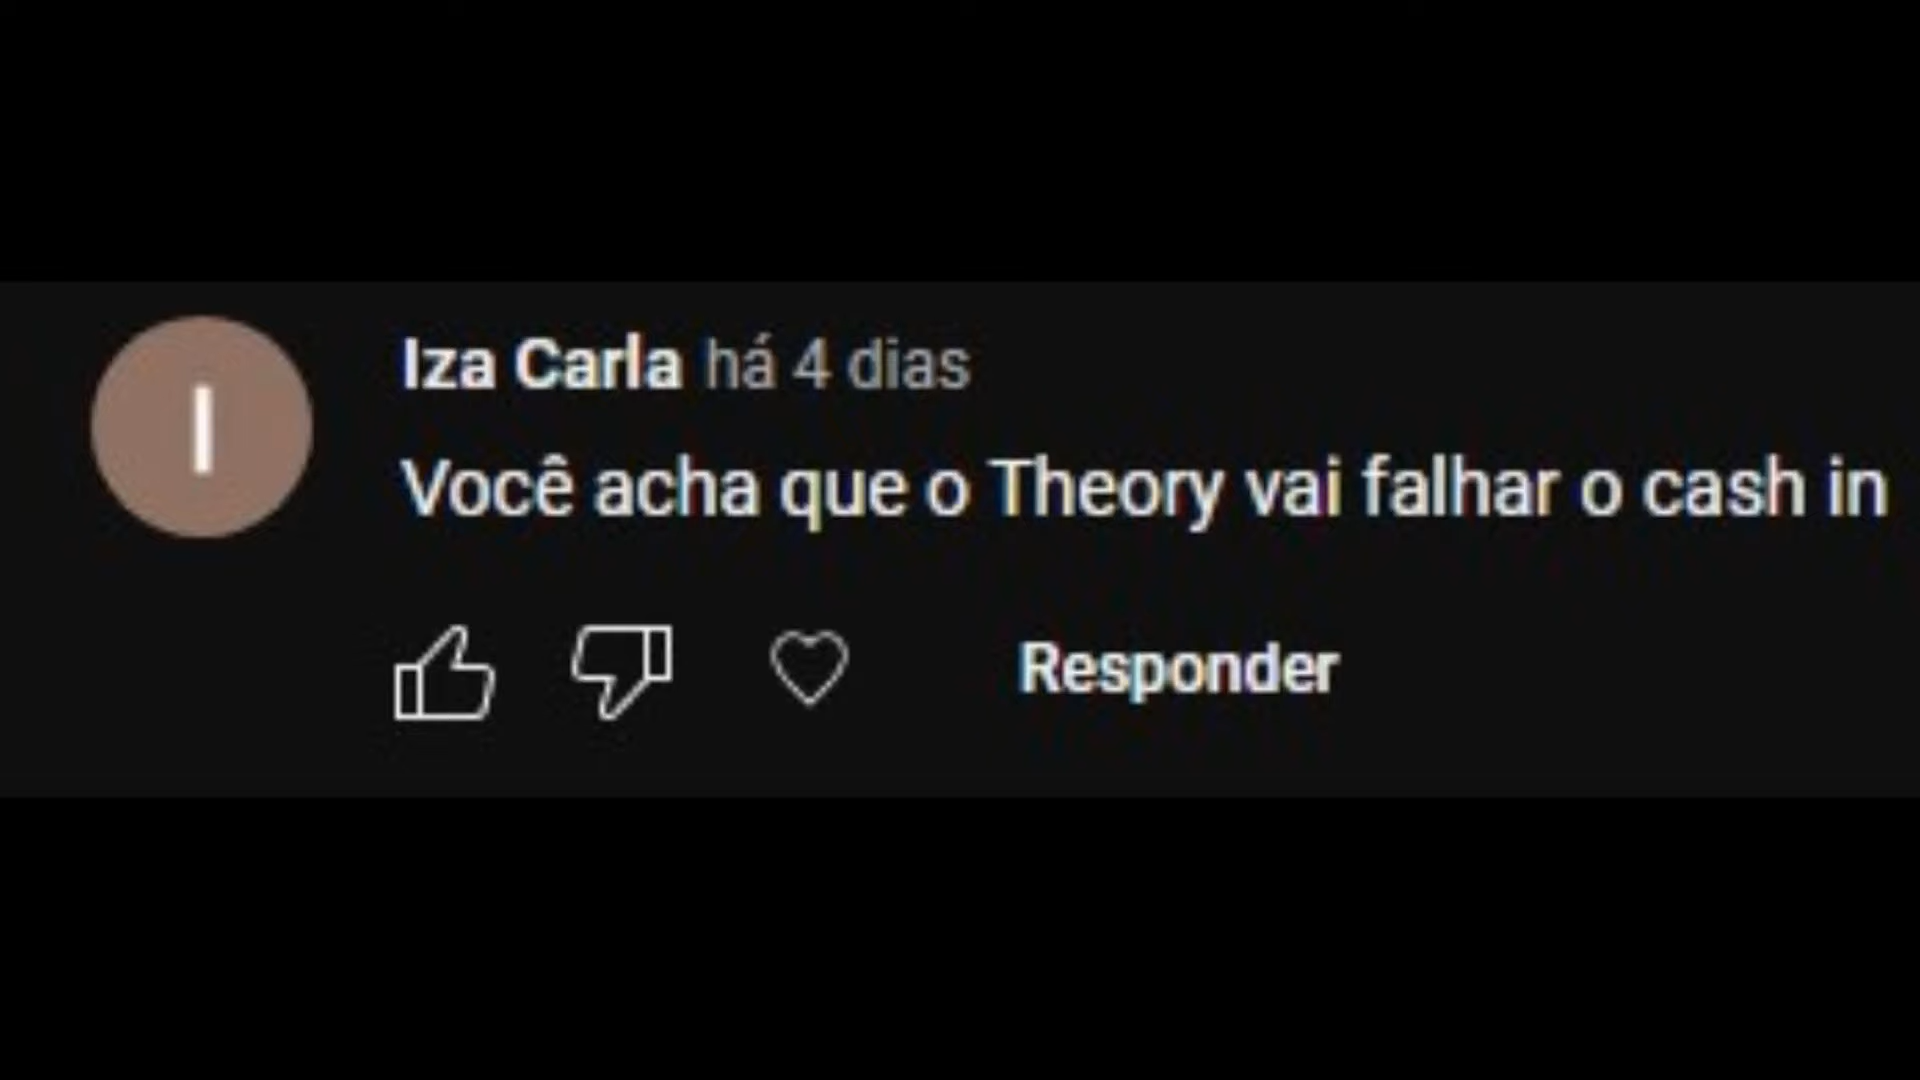 I
Iza Carla há 4 dias
Você acha que o Theory vai falhar o cash in
Responder